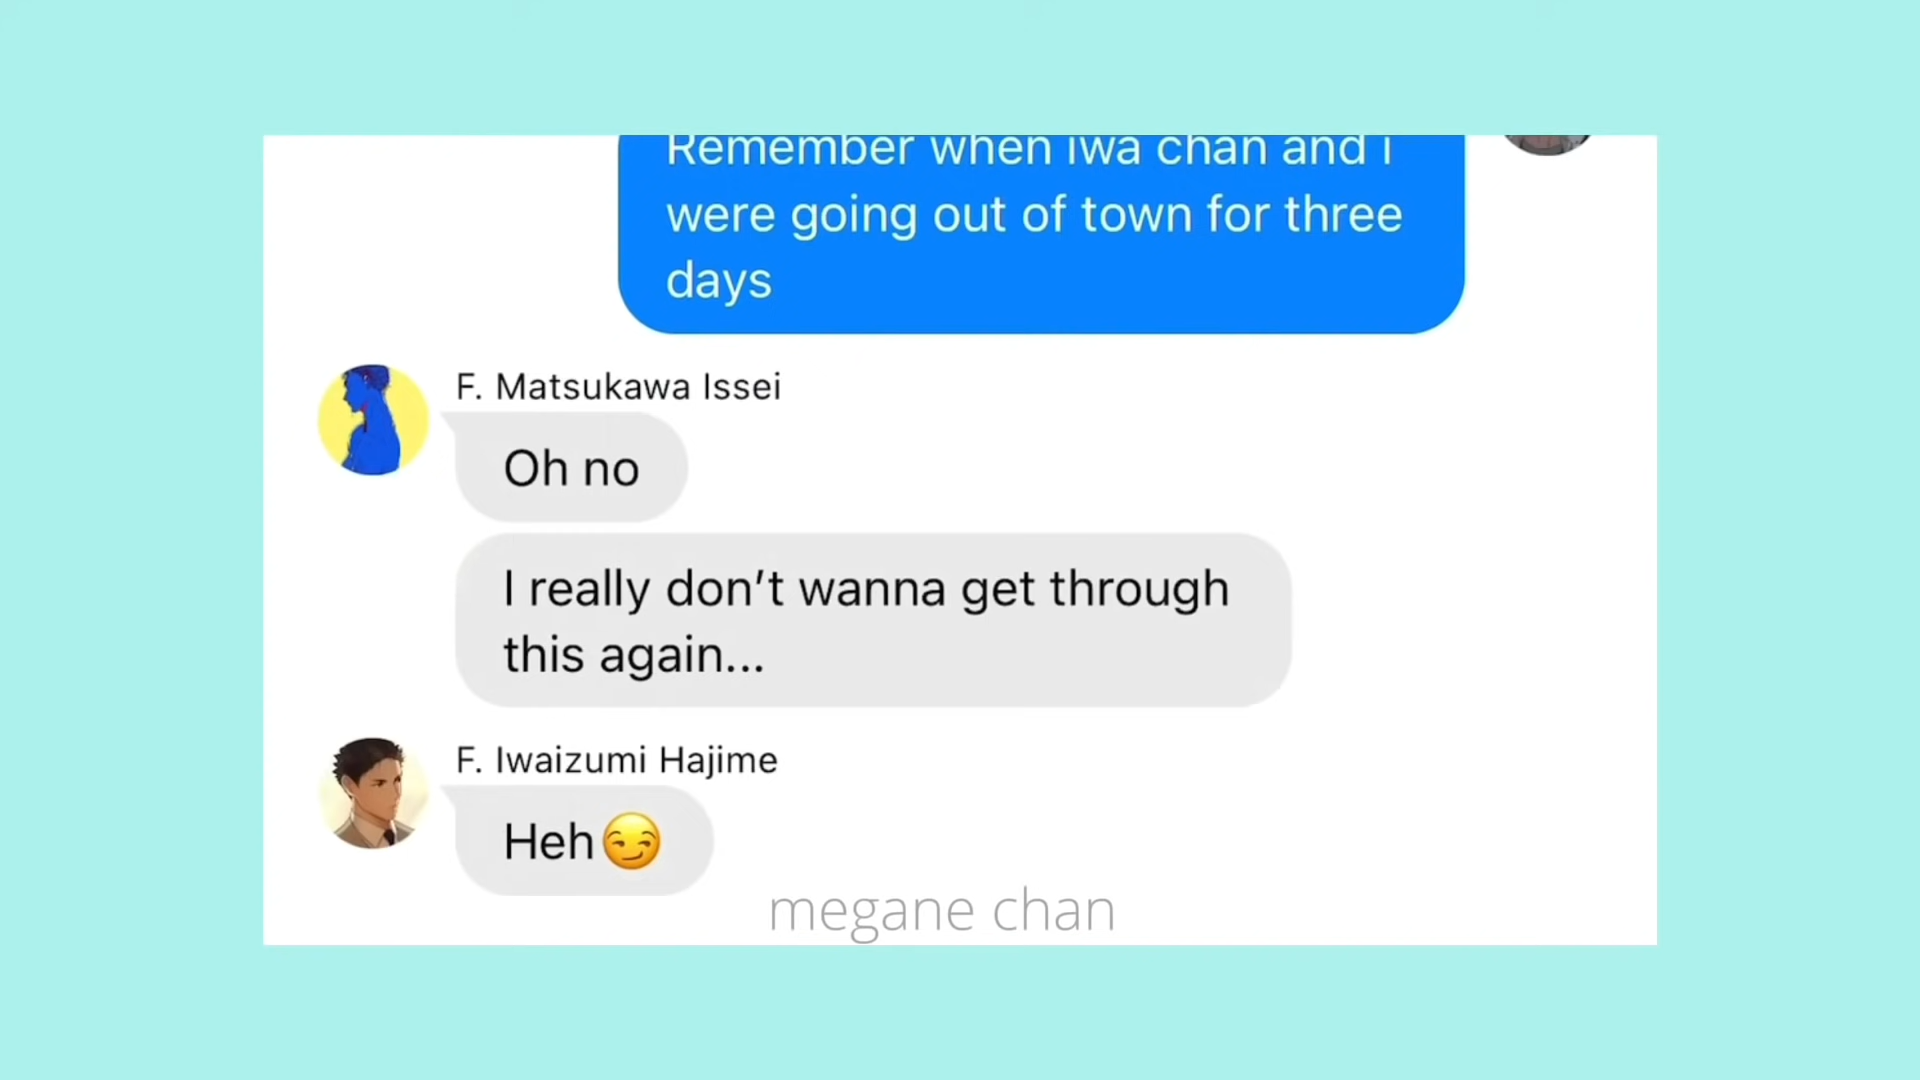 Remember when iwa chan and i
were going out of town for three
days
F. Matsukawa Issei
Oh no
I really don't wanna get through
this again...
F. Iwaizumi Hajime
Heh😏
megane chan